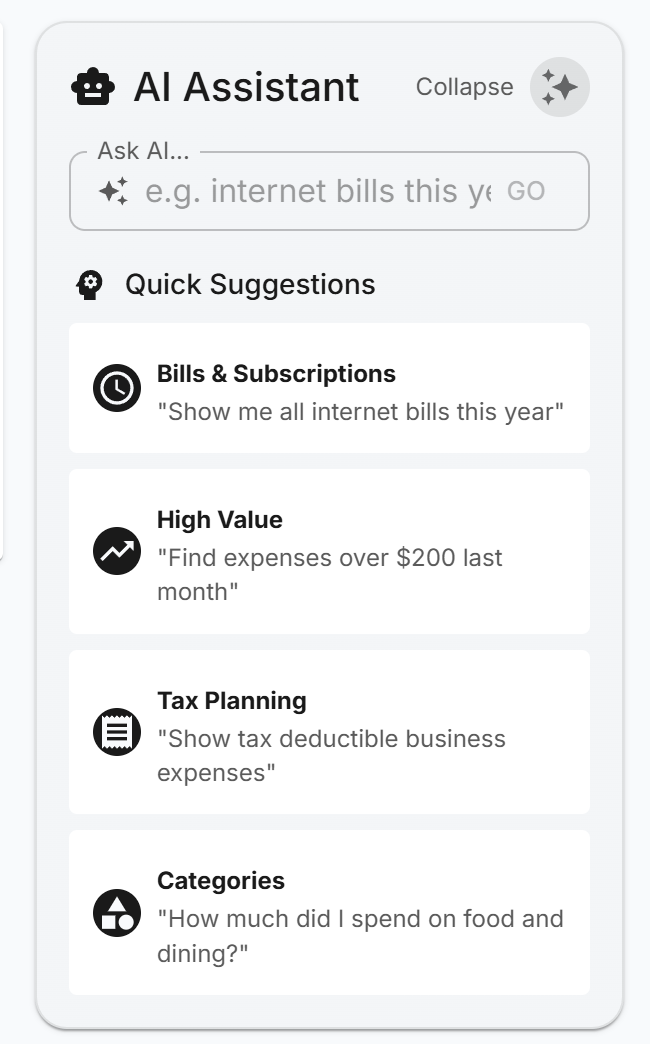 AI Assistant
Collapse
Ask AI...
e.g. internet bills this ye
GO
Quick Suggestions
Bills & Subscriptions
"Show me all internet bills this year"
High Value
"Find expenses over $200 last
month"
Tax Planning
"Show tax deductible business
expenses"
Categories
"How much did I spend on food and
dining?"